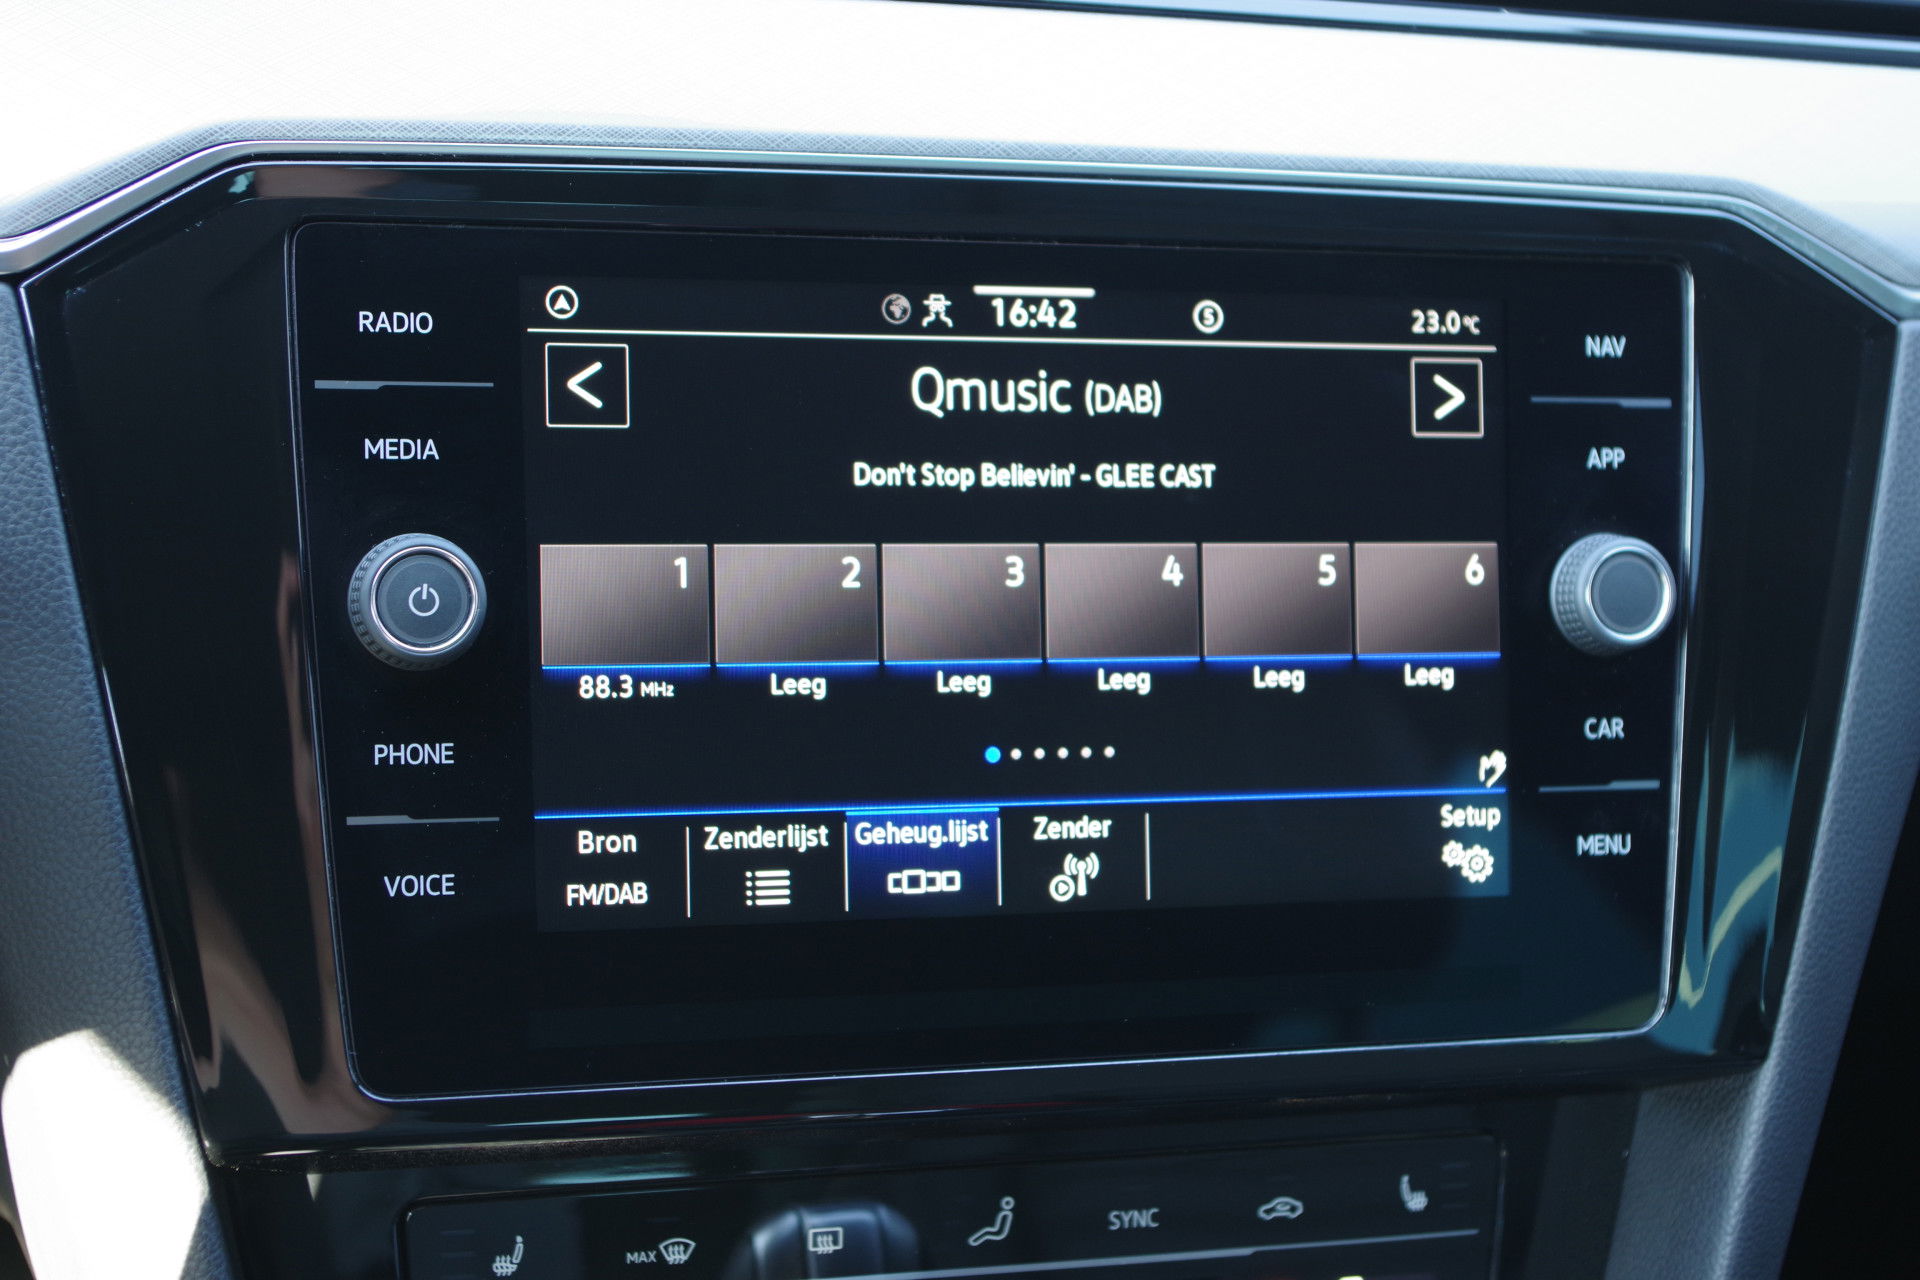 RADIO
MEDIA
PHONE
VOICE
16:42
S
23.0°C
<
Qmusic (DAB)
>
Don't Stop Believin' - GLEE CAST
1
2
3
4
5
6
88.3 MHz
Leeg
Leeg
Leeg
Leeg
Leeg
Bron
FM/DAB
Zenderlijst
Geheug.lijst
Zender
Setup
NAV
APP
CAR
MENU
MAX
SYNC